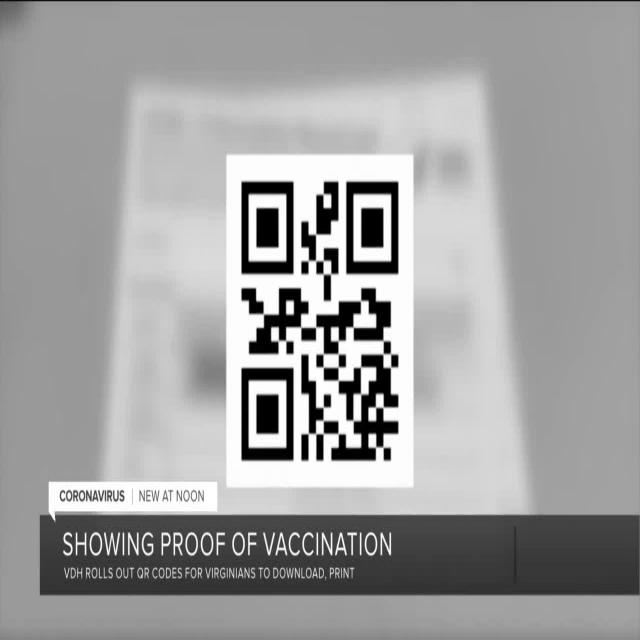 CORONAVIRUS | NEW AT NOON
SHOWING PROOF OF VACCINATION
VDH ROLLS OUT QR CODES FOR VIRGINIANS TO DOWNLOAD, PRINT